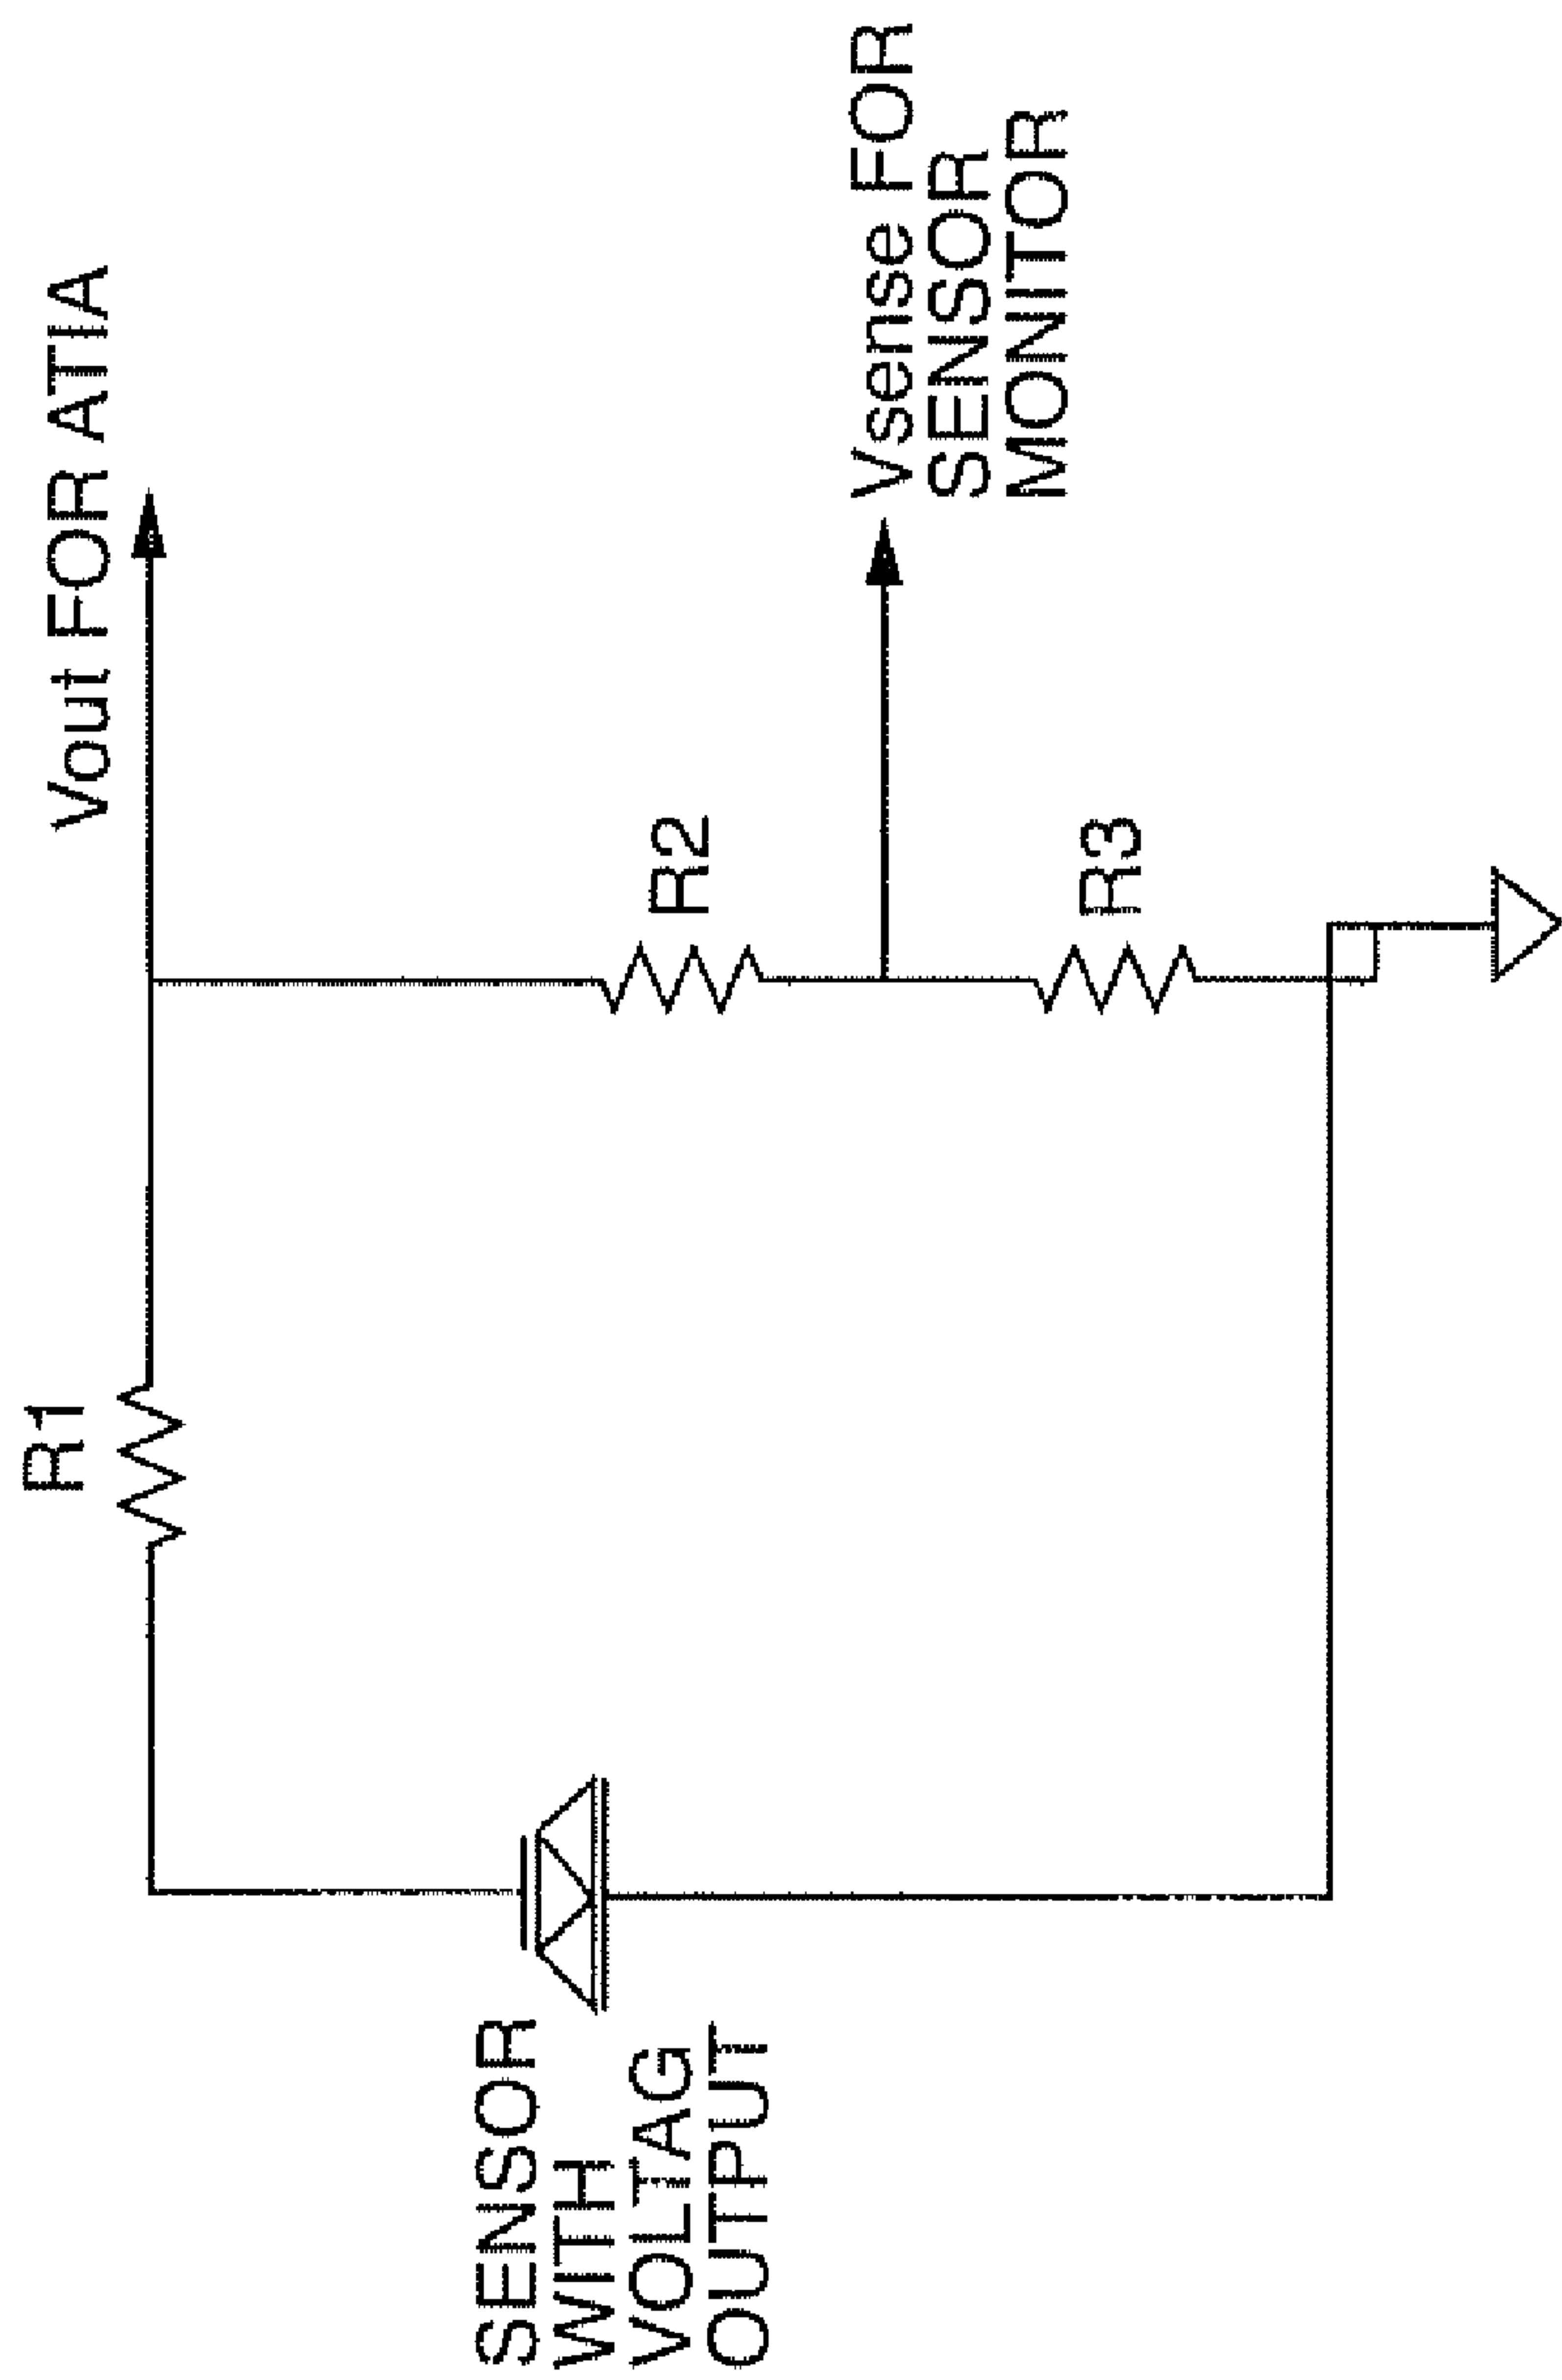 R1
Vout FOR ATIA
SENSOR
WITH
VOLTAG
OUTPUT
R2
Vsense FOR
SENSOR
MONITOR
R3